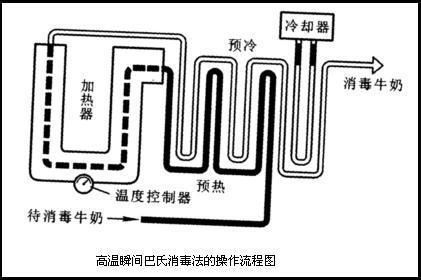 冷却器
预冷
消毒牛奶
加热器
预热
温度控制器
待消毒牛奶
高温瞬间巴氏消毒法的操作流程图